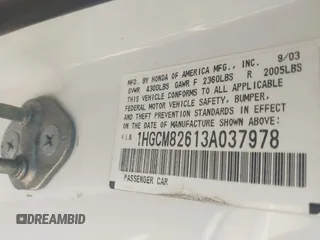 MFD. BY HONDA OF AMERICA MFG., INC. 9/03
GVWR 4300LBS GAWR F 2360LBS R 2005LBS
THIS VEHICLE CONFORMS TO ALL APPLICABLE
FEDERAL MOTOR VEHICLE SAFETY, BUMPER,
AND THEFT PREVENTION STANDARDS IN EFFECT
ON THE DATE OF MANUFACTURE SHOWN ABOVE.
V.I.N. 1HGCM82613A037978
PASSENGER CAR
DREAMBID